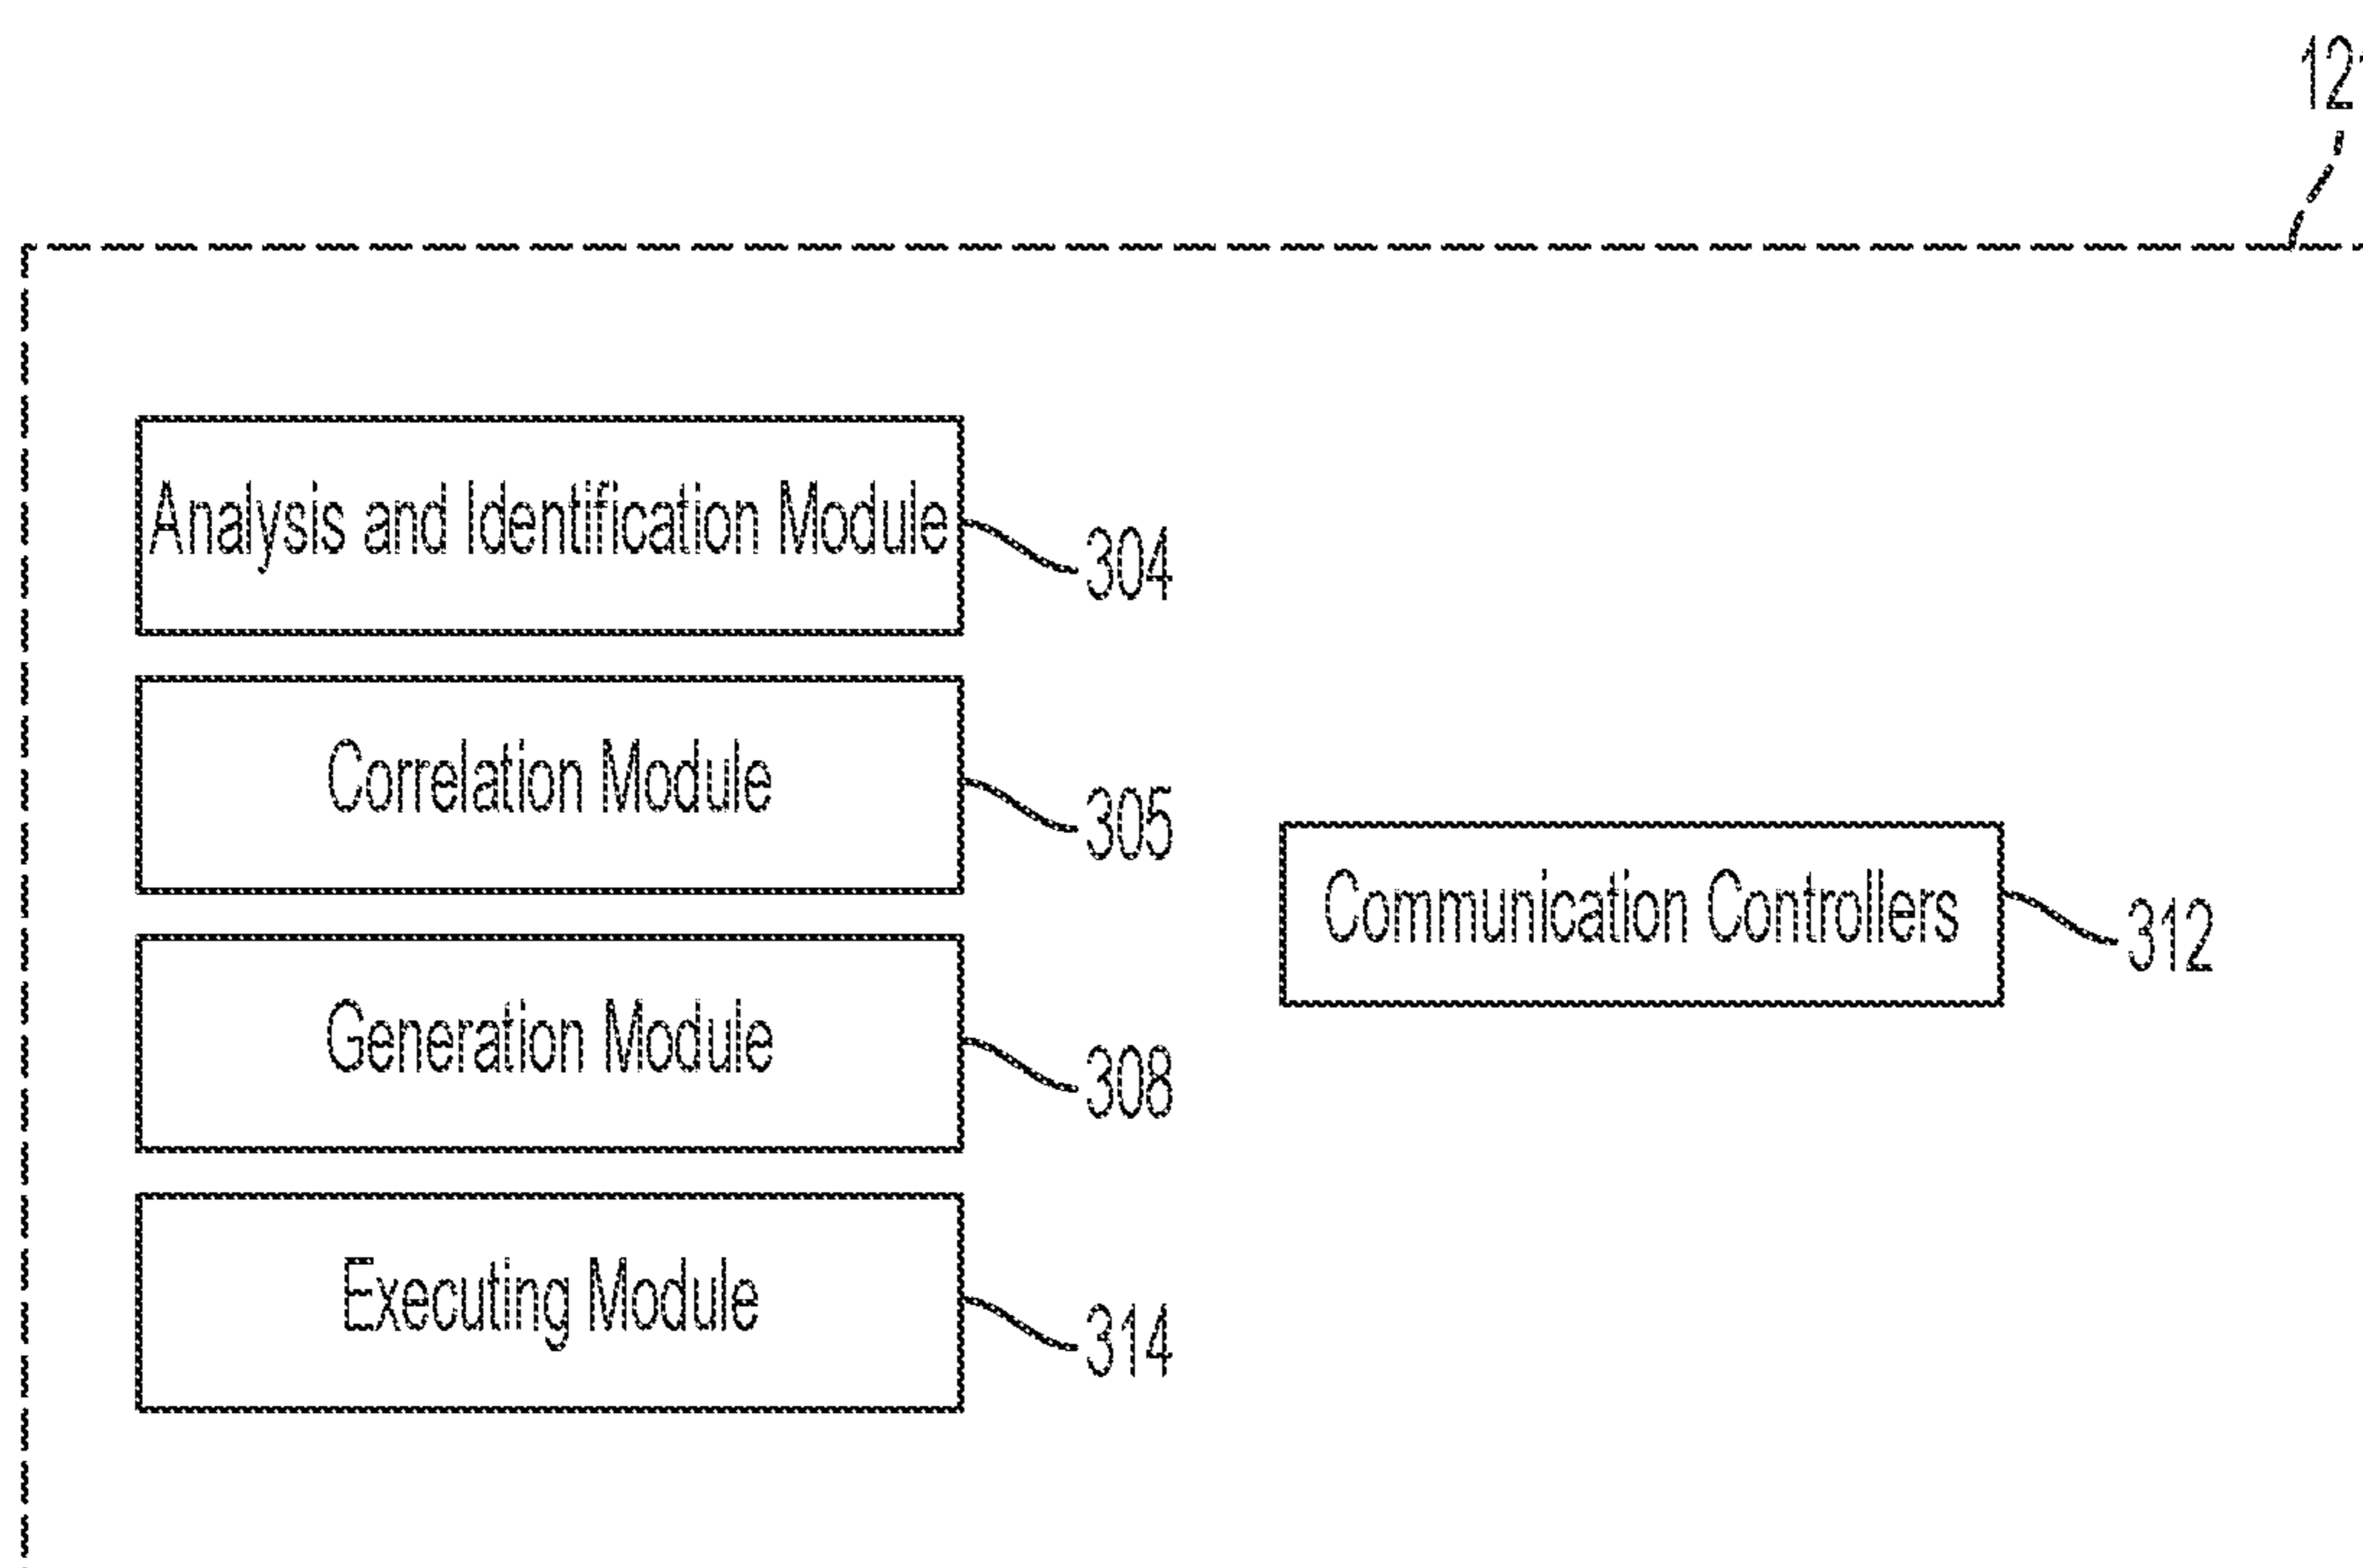 Analysis and Identification Module
304
Correlation Module
305
Communication Controllers
312
Generation Module
308
Executing Module
314